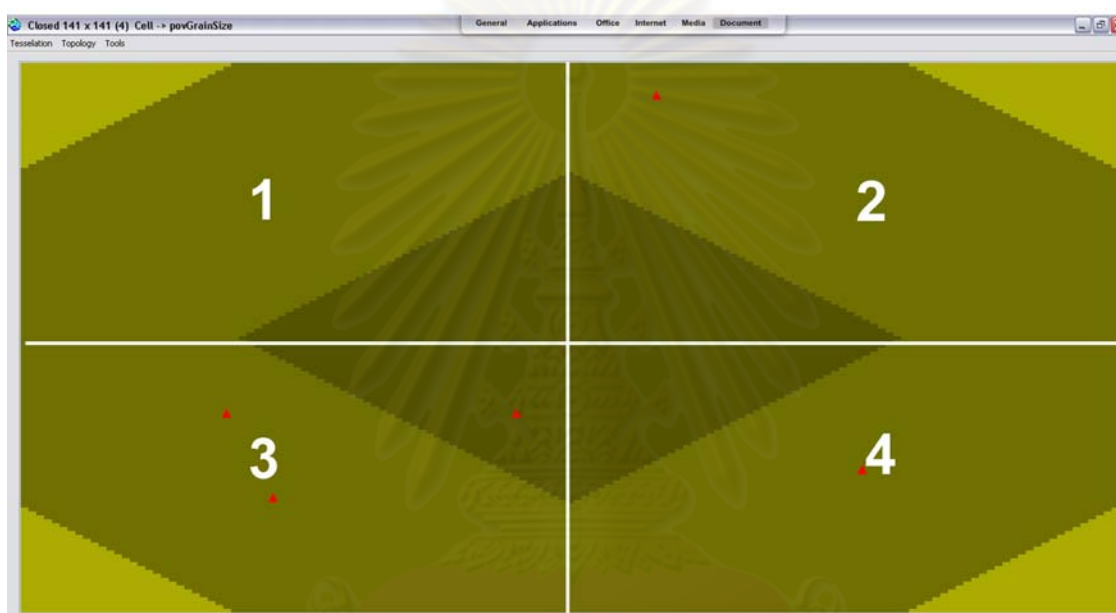 Closed 141 x 141 (4) Cell -> povGrainSize
General Applications Office Internet Media Document
Tesselation Topology Tools
1
2
3
4